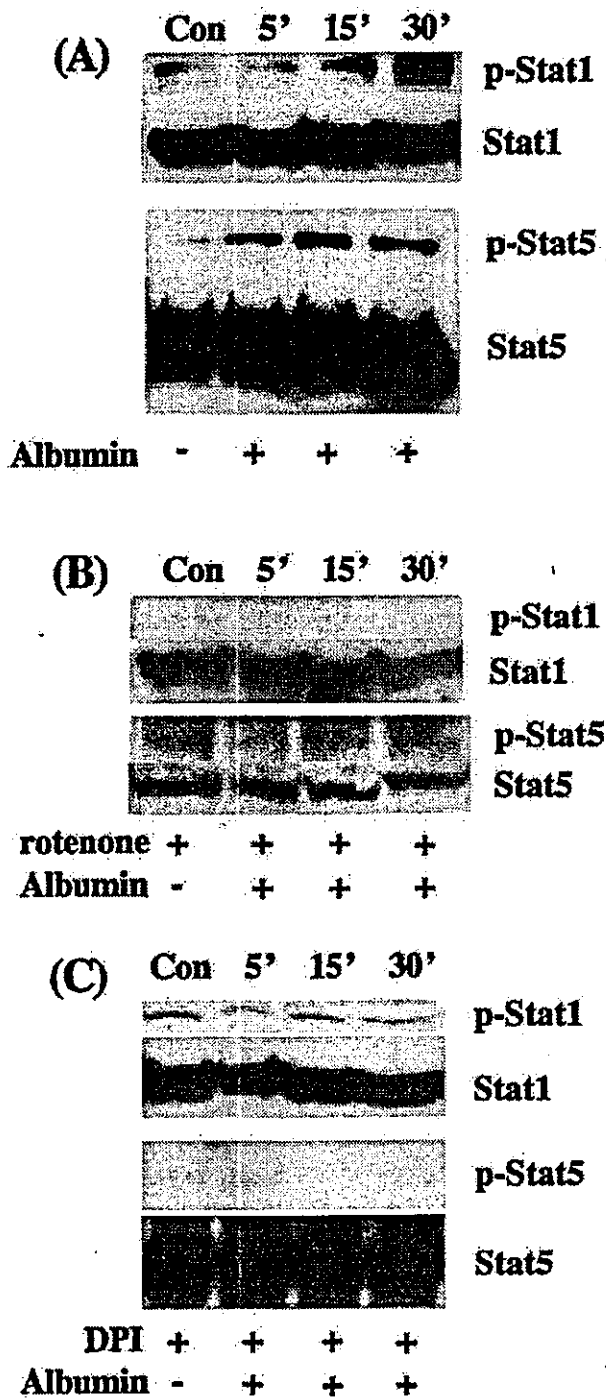 (A) Con 5' 15' 30'
p-Stat1
Stat1
p-Stat5
Stat5
Albumin - + + +
(B) Con 5' 15' 30'
p-Stat1
Stat1
p-Stat5
Stat5
rotenone + + + +
Albumin - + + +
(C) Con 5' 15' 30'
p-Stat1
Stat1
p-Stat5
Stat5
DPI + + + +
Albumin - + + +